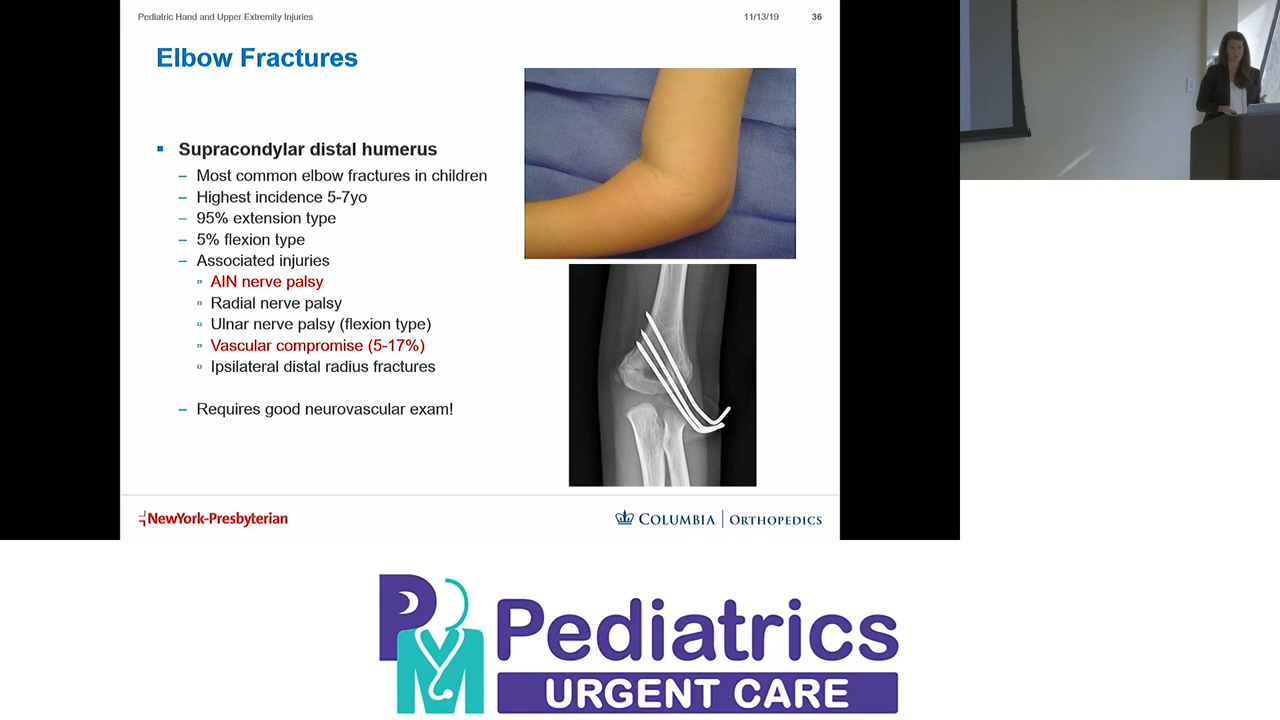 Pediatric Hand and Upper Extremity Injuries 11/13/19 36
Elbow Fractures
Supracondylar distal humerus
– Most common elbow fractures in children
– Highest incidence 5-7yo
– 95% extension type
– 5% flexion type
– Associated injuries
AIN nerve palsy
Radial nerve palsy
Ulnar nerve palsy (flexion type)
Vascular compromise (5-17%)
Ipsilateral distal radius fractures
– Requires good neurovascular exam!
NewYork-Presbyterian
COLUMBIA | ORTHOPEDICS
PM
Pediatrics
URGENT CARE